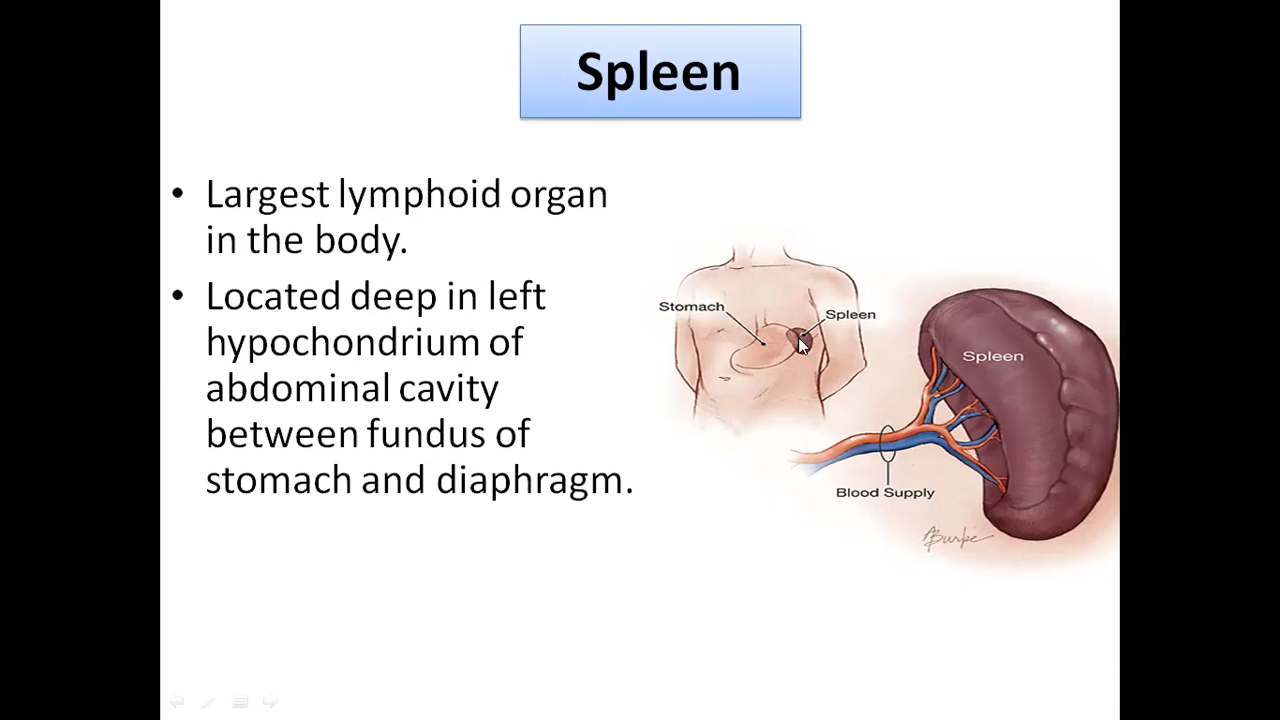 Spleen
• Largest lymphoid organ
in the body.
• Located deep in left
hypochondrium of
abdominal cavity
between fundus of
stomach and diaphragm.
Stomach
Spleen
Spleen
Blood Supply
ABurke